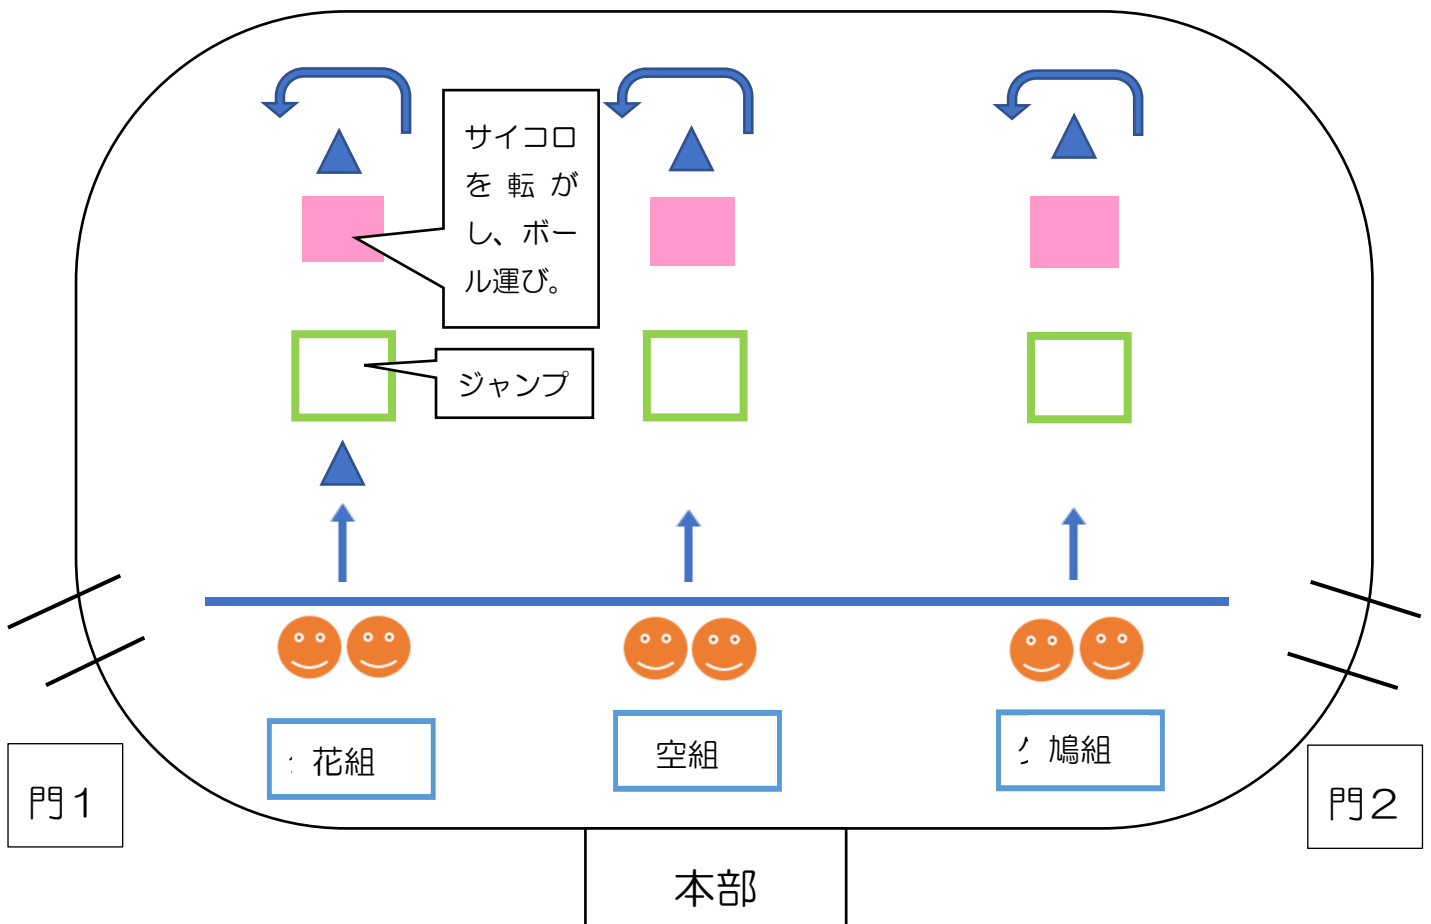 サイコロ
を転が
し、ボー
ル運び。
ジャンプ
花組
空組
鳩組
門1
門2
本部